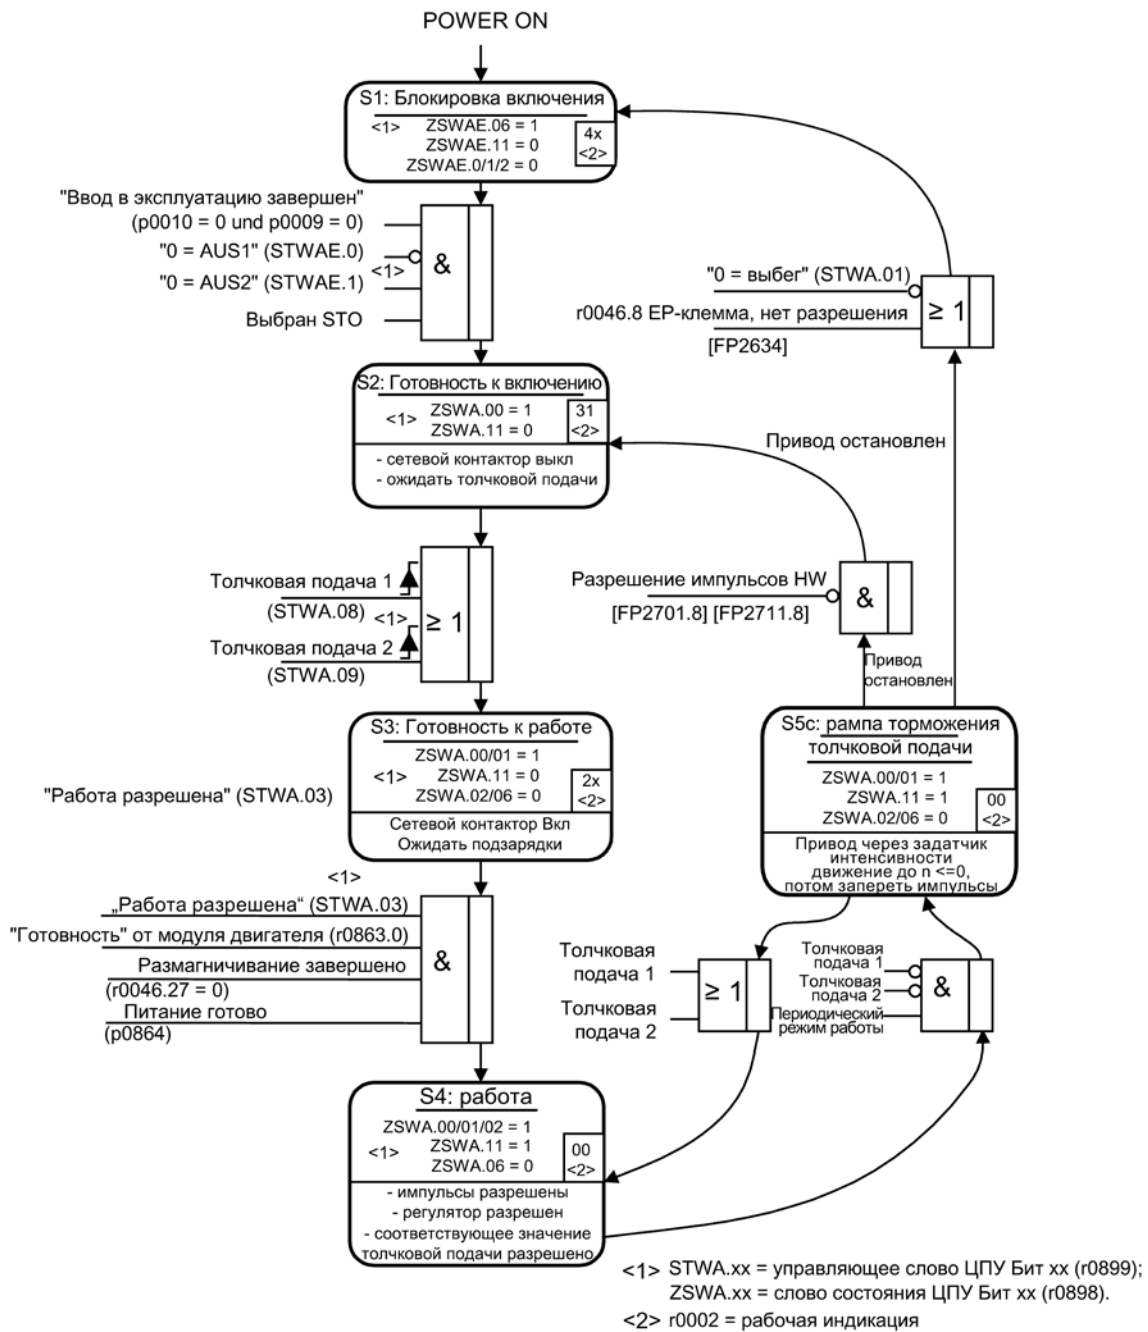 POWER ON
S1: Блокировка включения
<1> ZSWAE.06 = 1
ZSWAE.11 = 0
ZSWAE.0/1/2 = 0
4x
<2>
"Ввод в эксплуатацию завершен"
(p0010 = 0 und p0009 = 0)
"0 = AUS1" (STWAE.0)
<1>
"0 = AUS2" (STWAE.1)
Выбран STO
&
"0 = выбег" (STWA.01)
r0046.8 EP-клемма, нет разрешения
[FP2634]
≥ 1
S2: Готовность к включению
<1> ZSWA.00 = 1
ZSWA.11 = 0
31
<2>
- сетевой контактор выкл
- ожидать толчковой подачи
Привод остановлен
Толчковая подача 1
(STWA.08)
<1>
Толчковая подача 2
(STWA.09)
≥ 1
Разрешение импульсов HW
[FP2701.8] [FP2711.8]
&
Привод
остановлен
S3: Готовность к работе
ZSWA.00/01 = 1
<1> ZSWA.11 = 0
ZSWA.02/06 = 0
2x
<2>
Сетевой контактор Вкл
Ожидать подзарядки
"Работа разрешена" (STWA.03)
S5c: рампа торможения
толчковой подачи
ZSWA.00/01 = 1
ZSWA.11 = 1
ZSWA.02/06 = 0
00
<2>
Привод через задатчик
интенсивности
движение до n <=0,
потом запереть импульсы
<1>
„Работа разрешена“ (STWA.03)
"Готовность" от модуля двигателя (r0863.0)
Размагничивание завершено
(r0046.27 = 0)
Питание готово
(p0864)
&
Толчковая
подача 1
Толчковая
подача 2
≥ 1
Толчковая
подача 1
Толчковая
подача 2
Периодический
режим работы
&
S4: работа
ZSWA.00/01/02 = 1
<1> ZSWA.11 = 1
ZSWA.06 = 0
00
<2>
- импульсы разрешены
- регулятор разрешен
- соответствующее значение
толчковой подачи разрешено
<1> STWA.xx = управляющее слово ЦПУ Бит xx (r0899);
ZSWA.xx = слово состояния ЦПУ Бит xx (r0898).
<2> r0002 = рабочая индикация